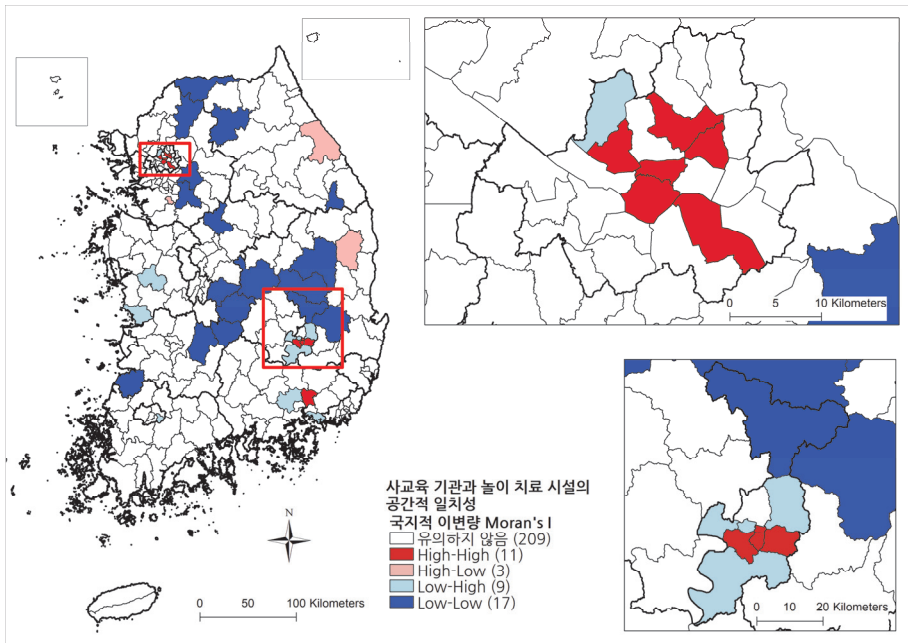 0 5 10 Kilometers
사교육 기관과 놀이 치료 시설의
공간적 일치성
국지적 이변량 Moran's I
유의하지 않음 (209)
High-High (11)
High-Low (3)
Low-High (9)
Low-Low (17)
N
0 50 100 Kilometers
0 10 20 Kilometers